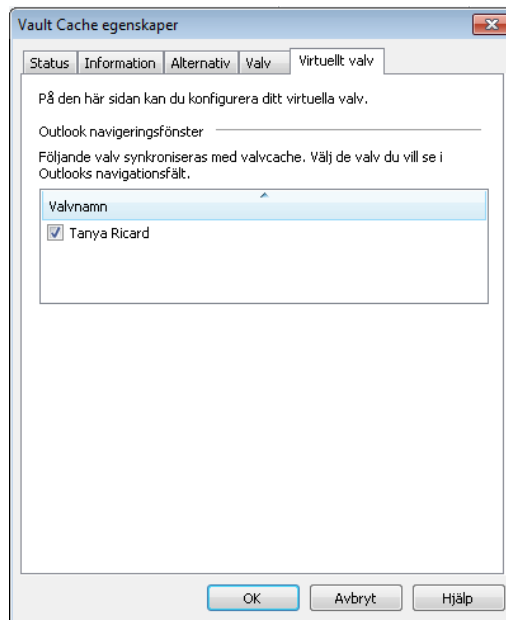 Vault Cache egenskaper
Status Information Alternativ Valv Virtuellt valv
På den här sidan kan du konfigurera ditt virtuella valv.
Outlook navigeringsfönster
Följande valv synkroniseras med valvcache. Välj de valv du vill se i
Outlooks navigationsfält.
Valvnamn
Tanya Ricard
OK Avbryt Hjälp